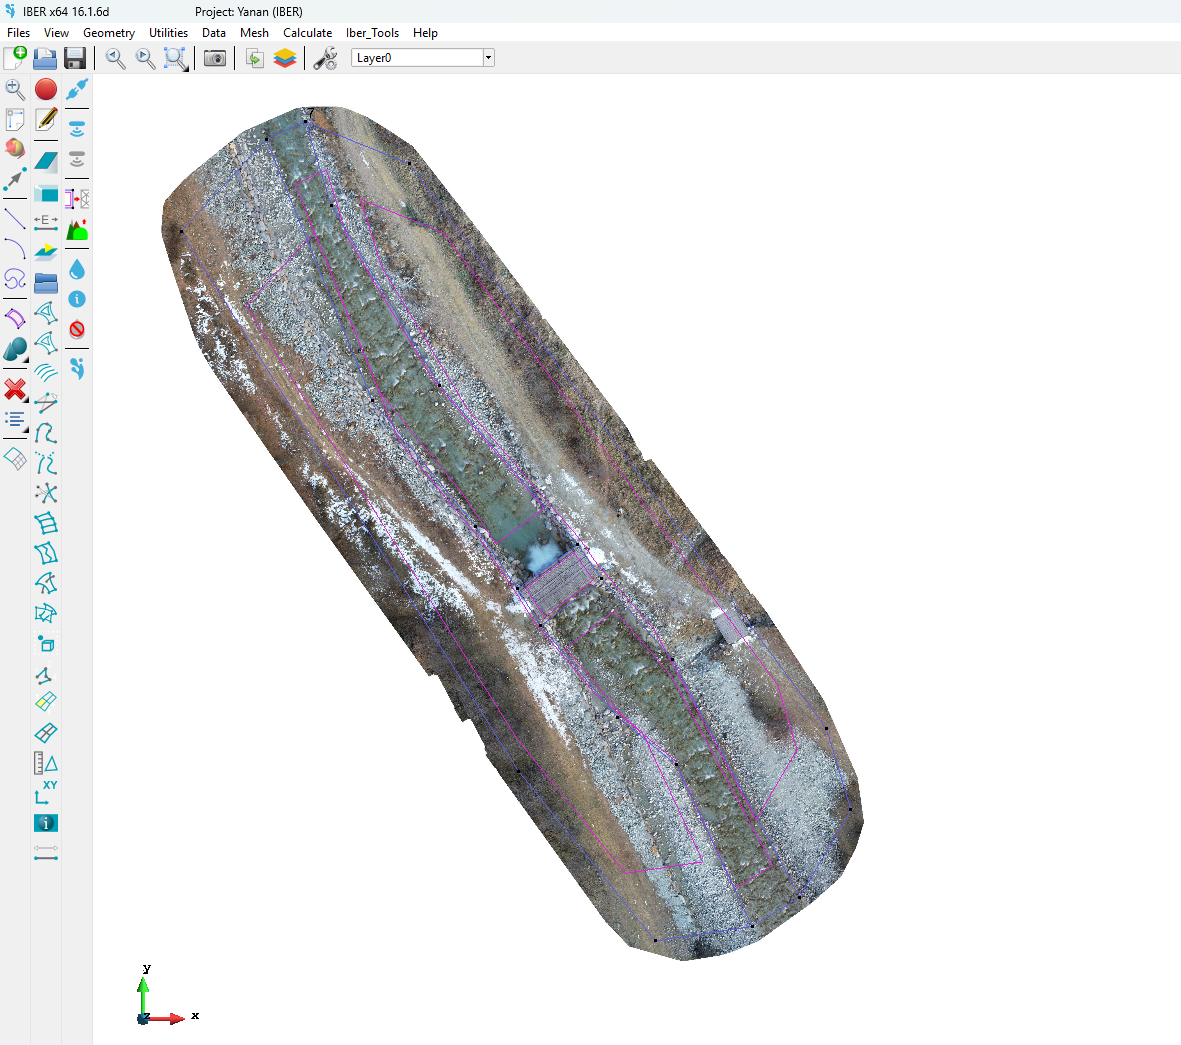 IBER x64 16.1.6d Project: Yanan (IBER)
Files View Geometry Utilities Data Mesh Calculate Iber_Tools Help
Layer0
E
XY
y
z
x